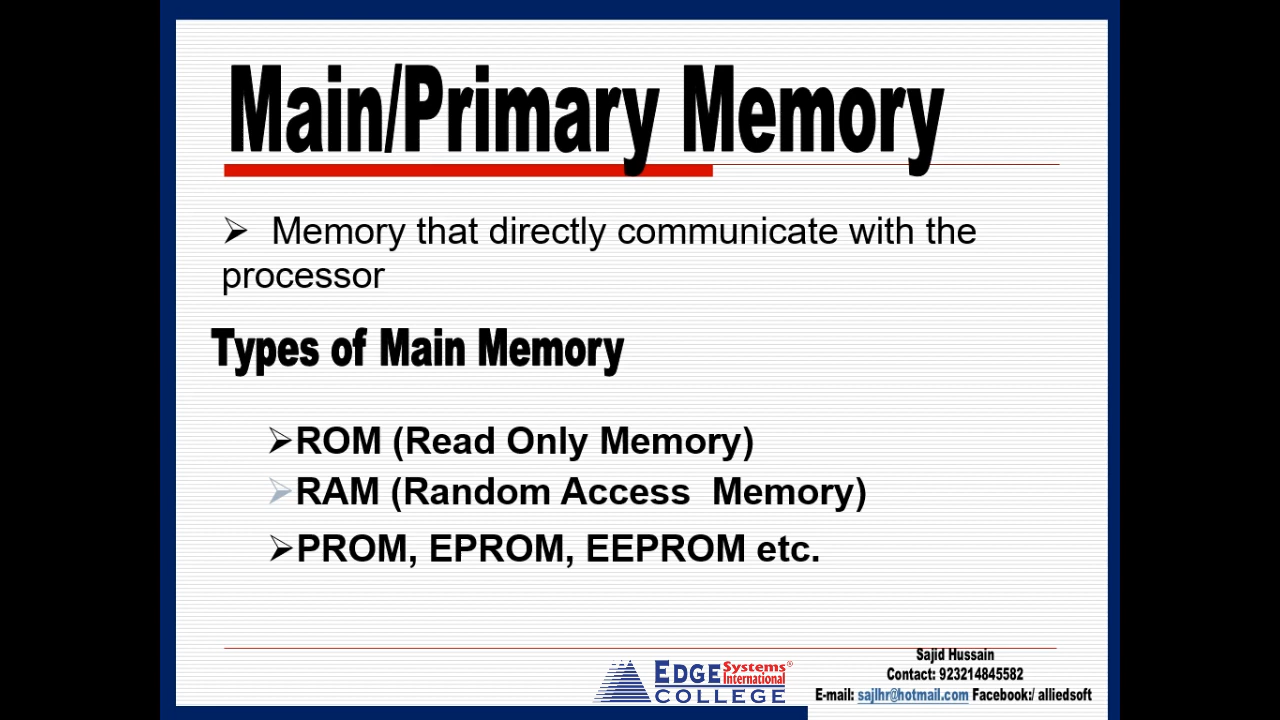 Main/Primary Memory
➢ Memory that directly communicate with the
processor
Types of Main Memory
➢ROM (Read Only Memory)
➢RAM (Random Access Memory)
➢PROM, EPROM, EEPROM etc.
EDGE Systems International®
COLLEGE
Sajid Hussain
Contact: 923214845582
E-mail: sajlhr@hotmail.com Facebook:/ alliedsoft